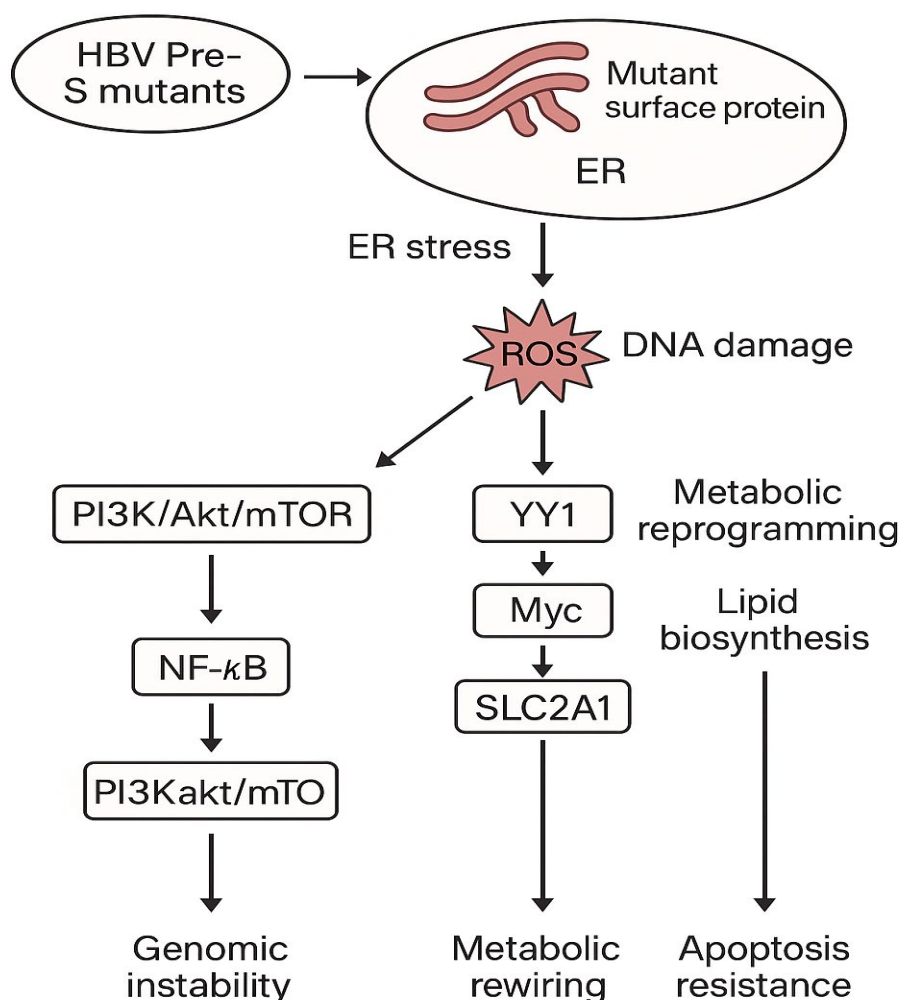 HBV Pre-
S mutants
Mutant
surface protein
ER
ER stress
ROS
DNA damage
PI3K/Akt/mTOR
YY1
Metabolic
reprogramming
Myc
Lipid
biosynthesis
NF-κB
SLC2A1
PI3Kakt/mTO
Genomic
instability
Metabolic
rewiring
Apoptosis
resistance